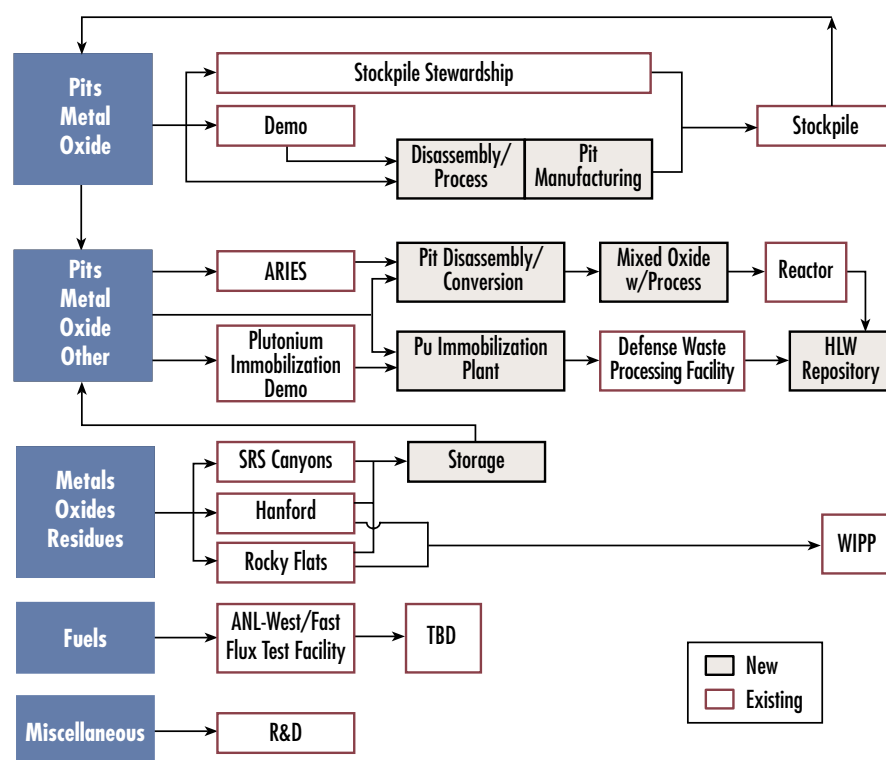 Pits
Metal
Oxide
Stockpile Stewardship
Demo
Disassembly/
Process
Pit
Manufacturing
Stockpile
Pits
Metal
Oxide
Other
ARIES
Pit Disassembly/
Conversion
Mixed Oxide
w/Process
Reactor
Plutonium
Immobilization
Demo
Pu Immobilization
Plant
Defense Waste
Processing Facility
HLW
Repository
Metals
Oxides
Residues
SRS Canyons
Storage
Hanford
Rocky Flats
WIPP
Fuels
ANL-West/Fast
Flux Test Facility
TBD
New
Existing
Miscellaneous
R&D